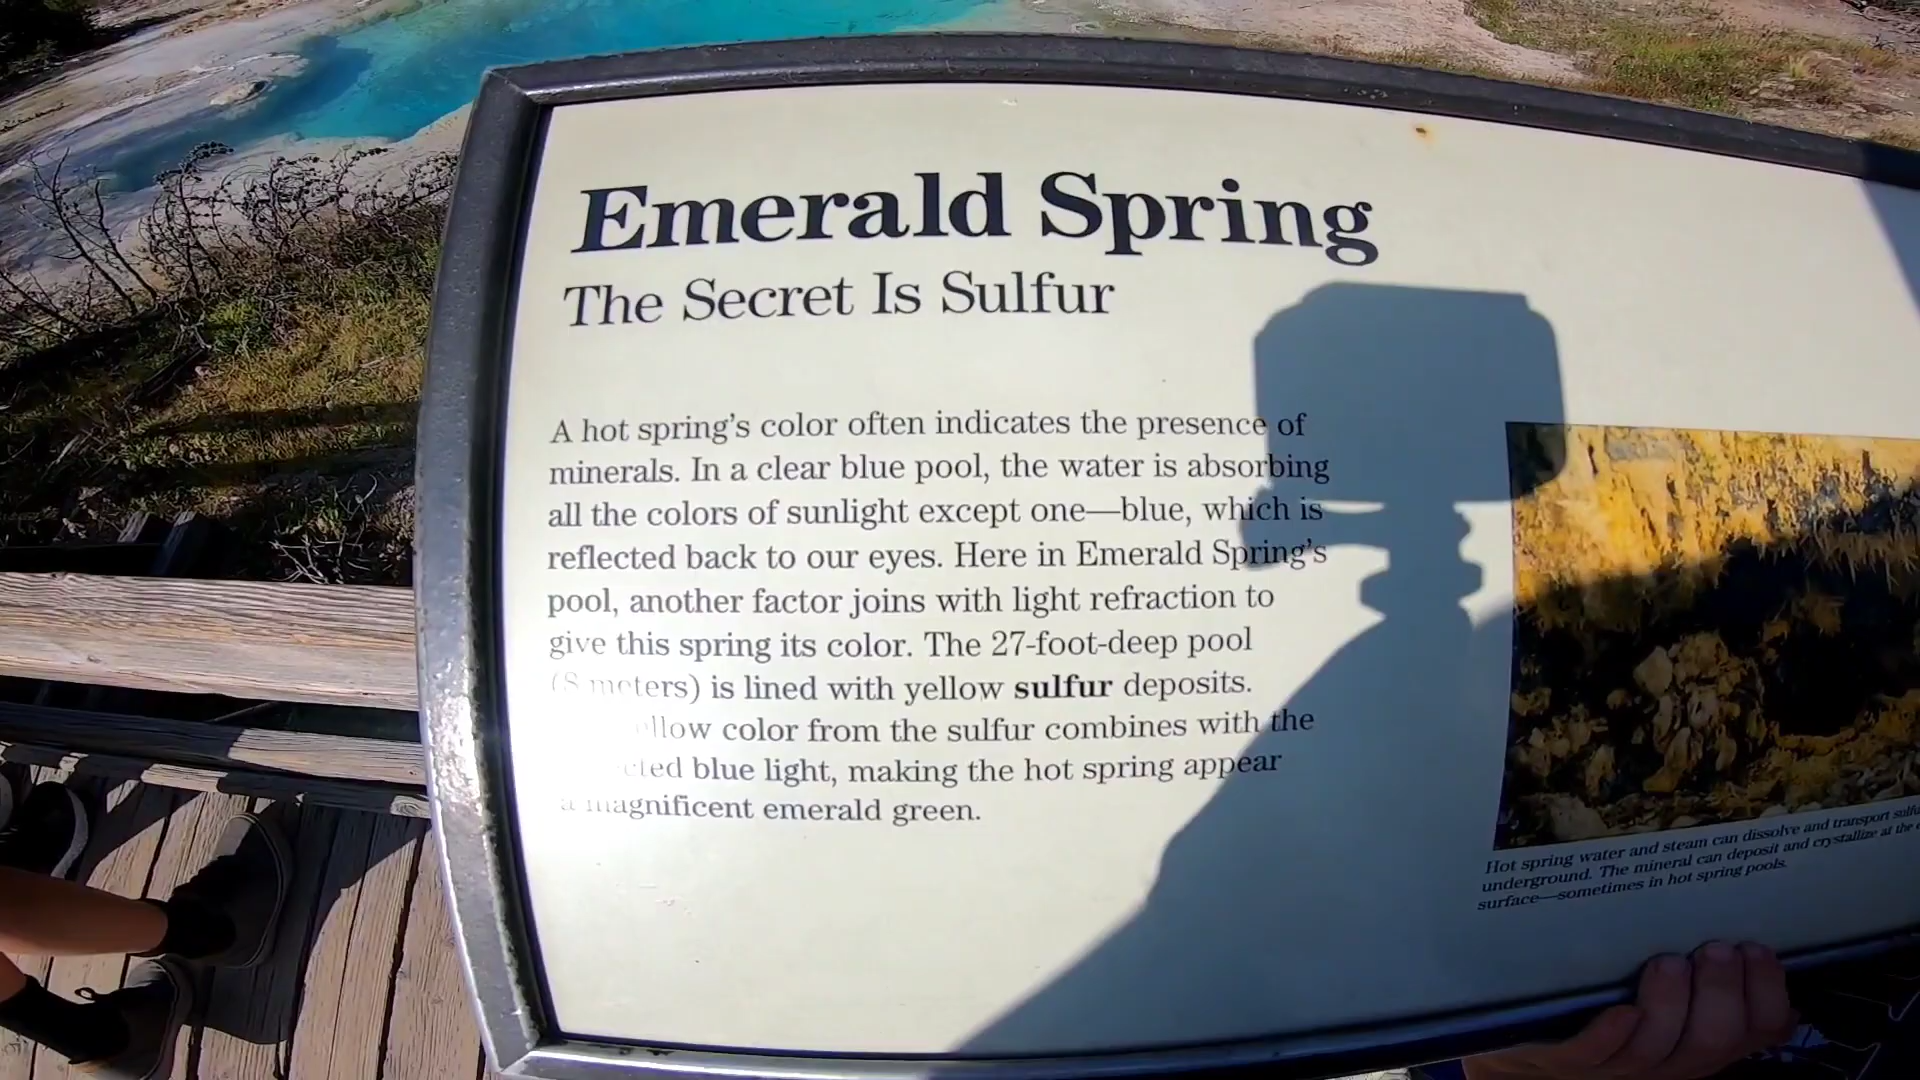 Emerald Spring
The Secret Is Sulfur
A hot spring's color often indicates the presence of
minerals. In a clear blue pool, the water is absorbing
all the colors of sunlight except one—blue, which is
reflected back to our eyes. Here in Emerald Spring's
pool, another factor joins with light refraction to
give this spring its color. The 27-foot-deep pool
(8 meters) is lined with yellow sulfur deposits.
color from the sulfur combines with the
blue light, making the hot spring appear
a magnificent emerald green.
Hot spring water and steam can dissolve and transport
underground. The mineral can deposit and crystallize at the
surface—sometimes in hot spring pools.